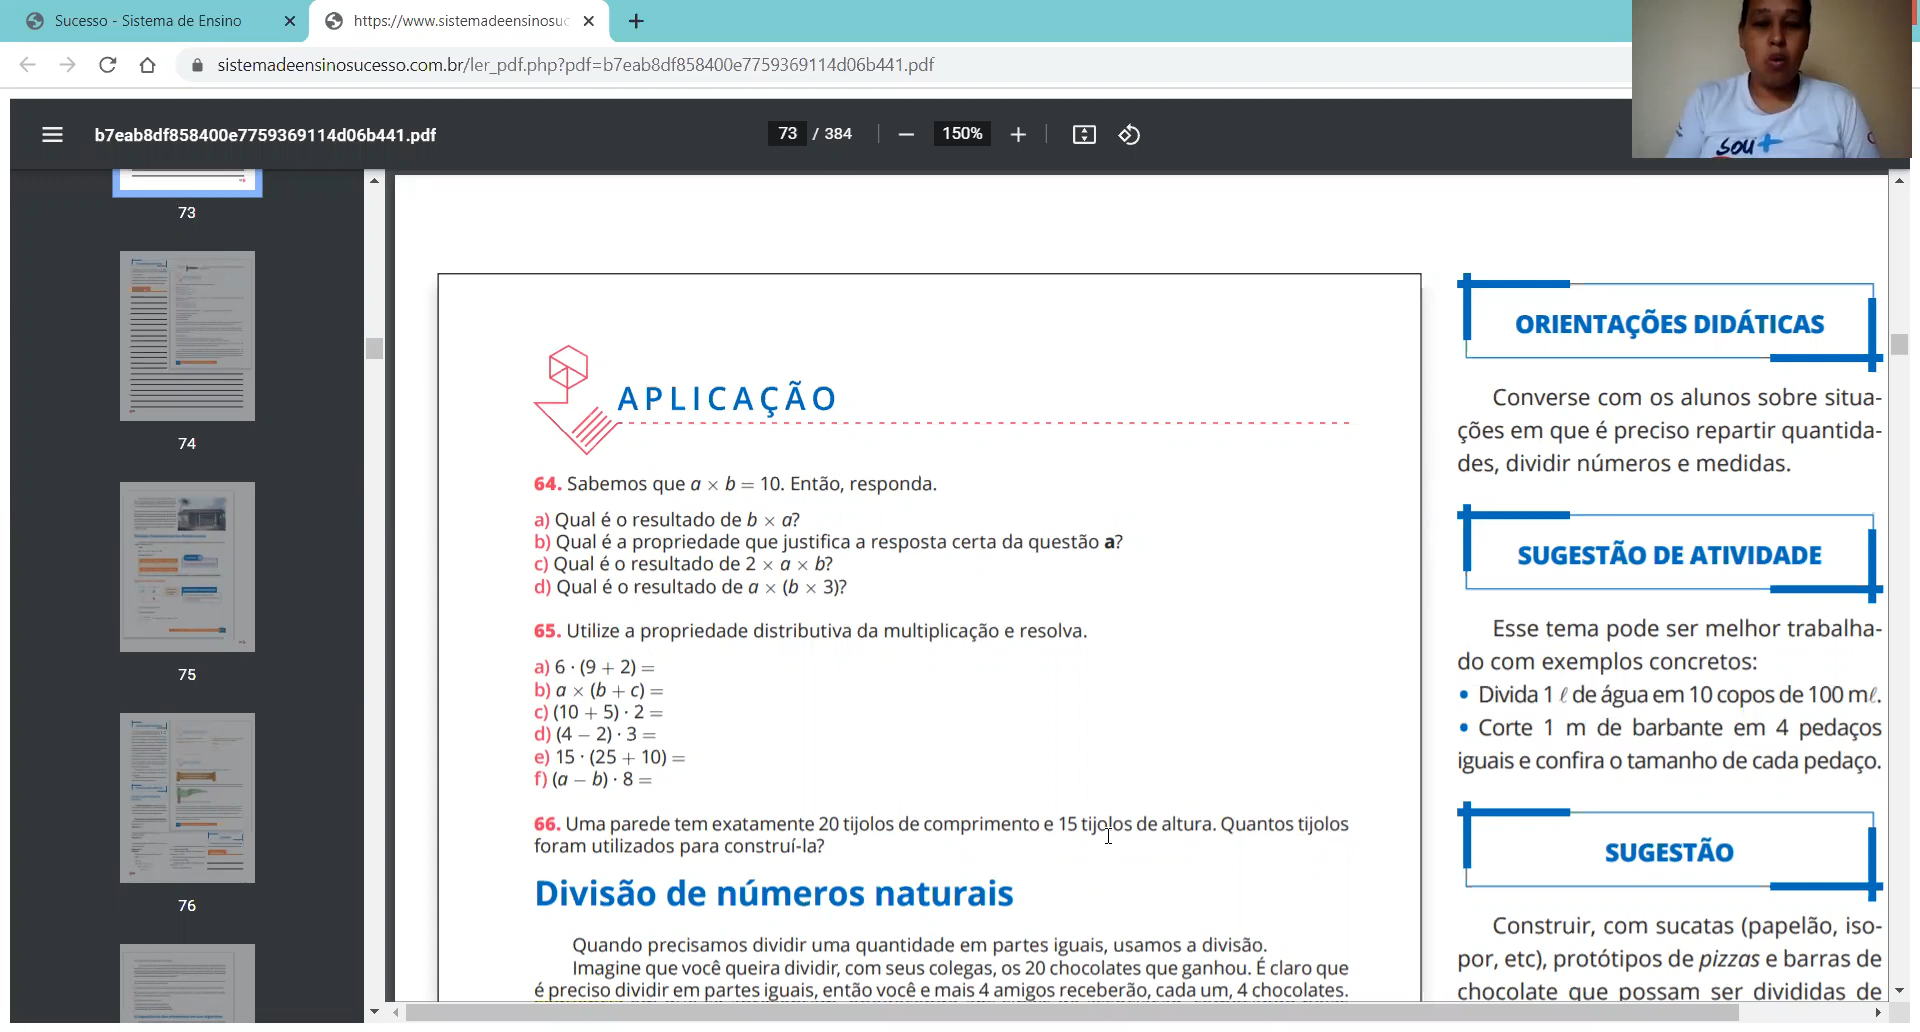 Sucesso - Sistema de Ensino
https://www.sistemadeensinosuc
sistemadeensinosucesso.com.br/ler_pdf.php?pdf=b7eab8df858400e7759369114d06b441.pdf
b7eab8df858400e7759369114d06b441.pdf
73 / 384
150%
sou+
73
74
75
76
APLICAÇÃO
64. Sabemos que a × b = 10. Então, responda.
a) Qual é o resultado de b × a?
b) Qual é a propriedade que justifica a resposta certa da questão a?
c) Qual é o resultado de 2 × a × b?
d) Qual é o resultado de a × (b × 3)?
65. Utilize a propriedade distributiva da multiplicação e resolva.
a) 6 · (9 + 2) =
b) a × (b + c) =
c) (10 + 5) · 2 =
d) (4 − 2) · 3 =
e) 15 · (25 + 10) =
f) (a − b) · 8 =
66. Uma parede tem exatamente 20 tijolos de comprimento e 15 tijolos de altura. Quantos tijolos
foram utilizados para construí-la?
Divisão de números naturais
Quando precisamos dividir uma quantidade em partes iguais, usamos a divisão.
Imagine que você queira dividir, com seus colegas, os 20 chocolates que ganhou. É claro que
é preciso dividir em partes iguais, então você e mais 4 amigos receberão, cada um, 4 chocolates.
ORIENTAÇÕES DIDÁTICAS
Converse com os alunos sobre situa-
ções em que é preciso repartir quantida-
des, dividir números e medidas.
SUGESTÃO DE ATIVIDADE
Esse tema pode ser melhor trabalha-
do com exemplos concretos:
• Divida 1 ℓ de água em 10 copos de 100 mℓ.
• Corte 1 m de barbante em 4 pedaços
iguais e confira o tamanho de cada pedaço.
SUGESTÃO
Construir, com sucatas (papelão, iso-
por, etc), protótipos de pizzas e barras de
chocolate que possam ser divididas de